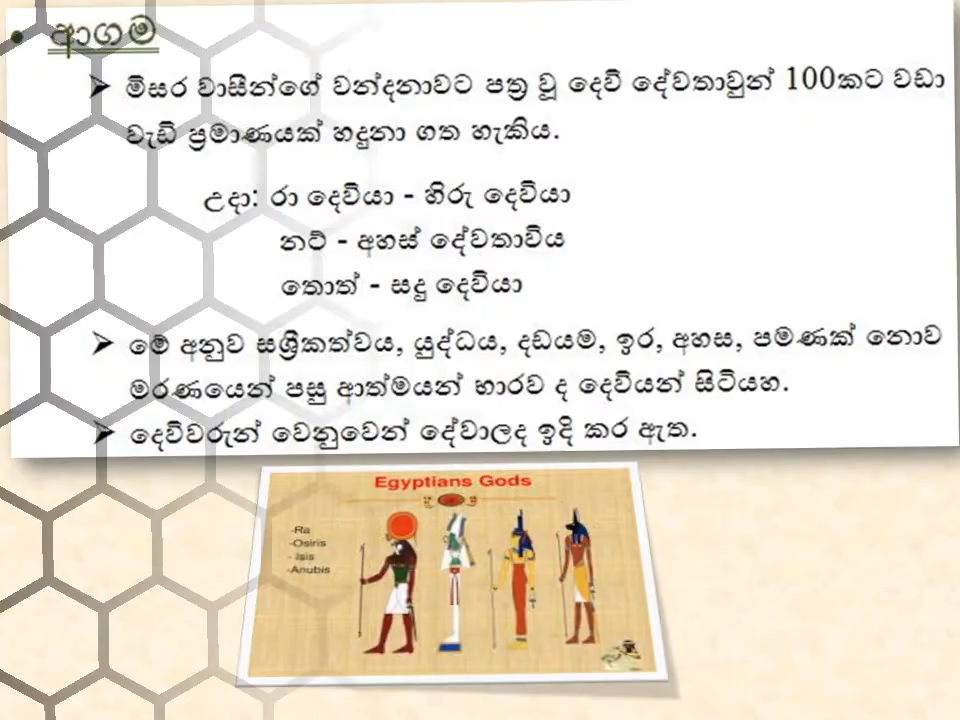 • ආගම
➤ මිසර වාසීන්ගේ වන්දනාවට පත්‍ර වූ දෙවි දේවතාවුන් 100කට වඩා
වැඩි ප්‍රමාණයක් හදුනා ගත හැකිය.
උදා: රා දෙවියා - හිරු දෙවියා
නට් - අහස් දේවතාවිය
තොත් - සඳු දෙවියා
➤ මේ අනුව සශ්‍රීකත්වය, යුද්ධය, දඩයම, ඉර, අහස, පමණක් නොව
මරණයෙන් පසු ආත්මයන් භාරව ද දෙවියන් සිටියහ.
➤ දෙවිවරුන් වෙනුවෙන් දේවාලද ඉදි කර ඇත.
Egyptians Gods
-Ra
-Osiris
- Isis
-Anubis